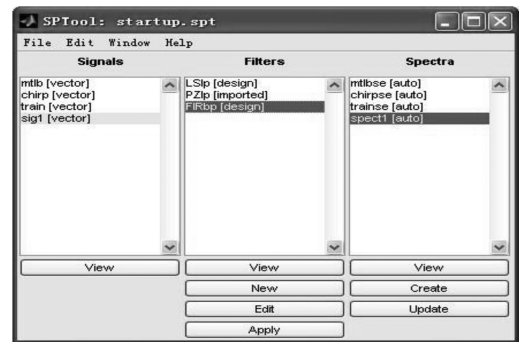 SPTool: startup.spt
File Edit Window Help
Signals Filters Spectra
mtlb [vector]
chirp [vector]
train [vector]
sig1 [vector]
LSlp [design]
PZlp [imported]
FIRbp [design]
mtlbse [auto]
chirpse [auto]
trainse [auto]
spect1 [auto]
View View View
New Create
Edit Update
Apply